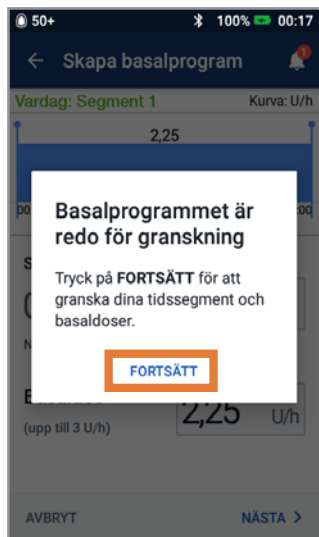 50+ 100% 00:17
Skapa basalprogram 1
Vardag: Segment 1 Kurva: U/h
2,25
Basalprogrammet är
redo för granskning
Tryck på FORTSÄTT för att
granska dina tidssegment och
basaldoser.
FORTSÄTT
2,25 U/h
(upp till 3 U/h)
AVBRYT NÄSTA >